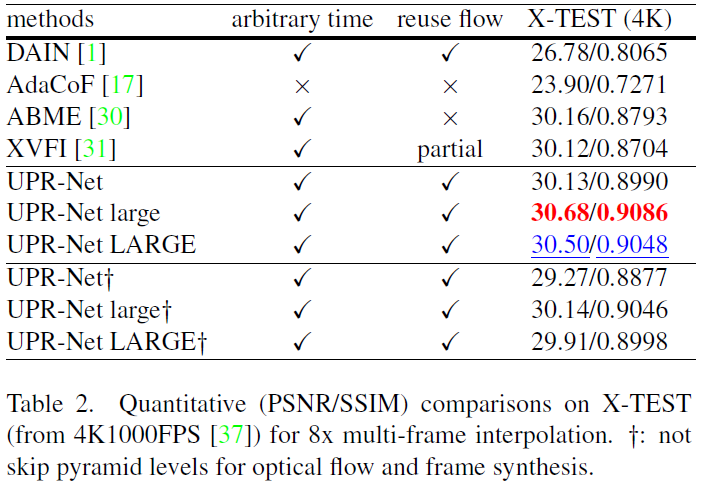 methods arbitrary time reuse flow X-TEST (4K)
DAIN [1] ✓ ✓ 26.78/0.8065
AdaCoF [17] × × 23.90/0.7271
ABME [30] ✓ × 30.16/0.8793
XVFI [31] ✓ partial 30.12/0.8704
UPR-Net ✓ ✓ 30.13/0.8990
UPR-Net large ✓ ✓ 30.68/0.9086
UPR-Net LARGE ✓ ✓ 30.50/0.9048
UPR-Net† ✓ ✓ 29.27/0.8877
UPR-Net large† ✓ ✓ 30.14/0.9046
UPR-Net LARGE† ✓ ✓ 29.91/0.8998
Table 2. Quantitative (PSNR/SSIM) comparisons on X-TEST
(from 4K1000FPS [37]) for 8x multi-frame interpolation. †: not
skip pyramid levels for optical flow and frame synthesis.